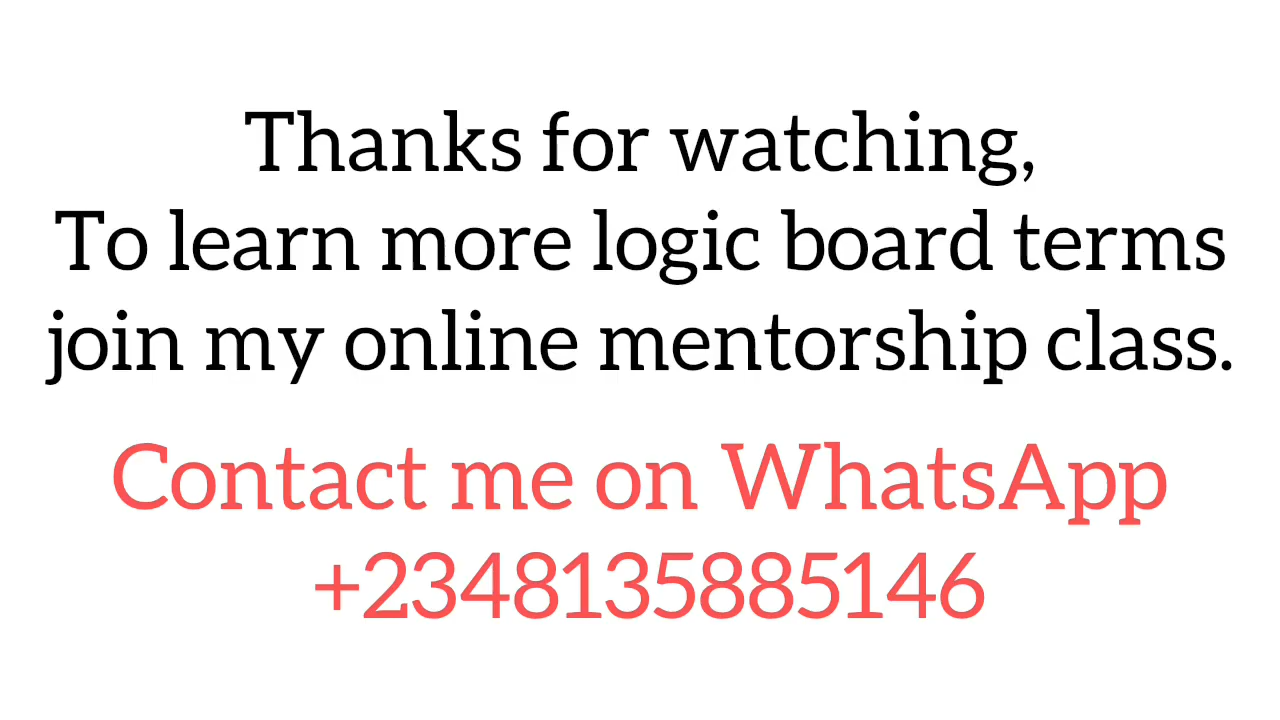 Thanks for watching,
To learn more logic board terms
join my online mentorship class.
Contact me on WhatsApp
+2348135885146